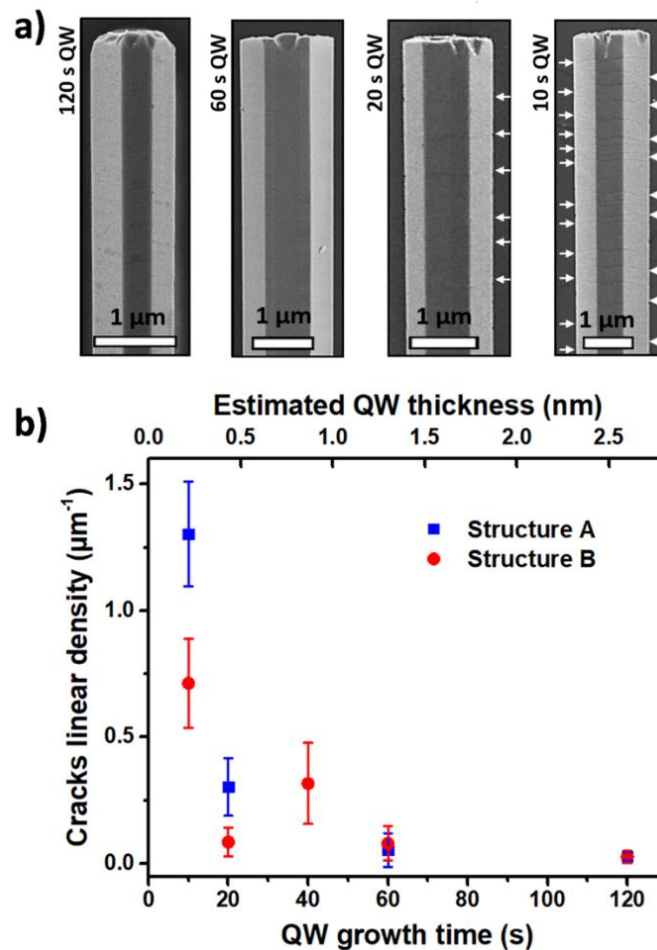 a)
120 s QW
60 s QW
20 s QW
10 s QW
1 µm
1 µm
1 µm
1 µm
b)
Estimated QW thickness (nm)
0.0 0.5 1.0 1.5 2.0 2.5
1.5
1.0
0.5
0.0
Cracks linear density (µm⁻¹)
Structure A
Structure B
0 20 40 60 80 100 120
QW growth time (s)